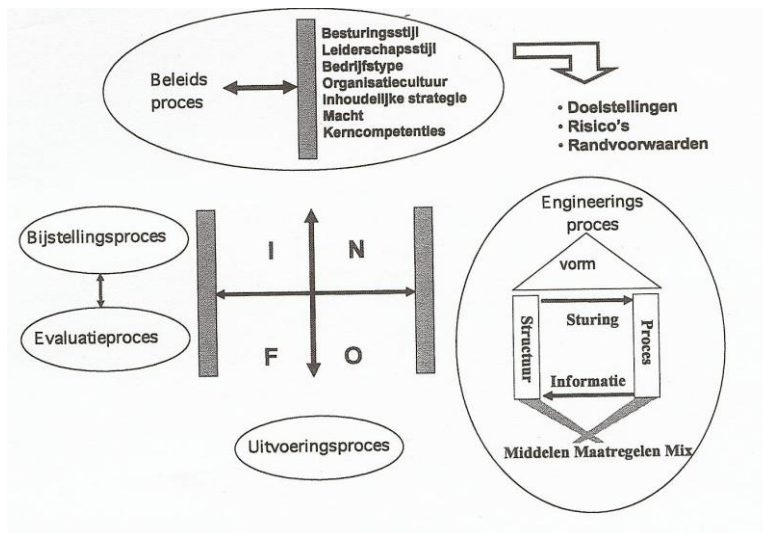 Beleids
proces
Besturingsstijl
Leiderschapsstijl
Bedrijfstype
Organisatiecultuur
Inhoudelijke strategie
Macht
Kerncompetenties
• Doelstellingen
• Risico's
• Randvoorwaarden
Bijstellingsproces
Evaluatieproces
I N
F O
Uitvoeringsproces
Engineerings
proces
vorm
Structuur
Sturing
Proces
Informatie
Middelen Maatregelen Mix